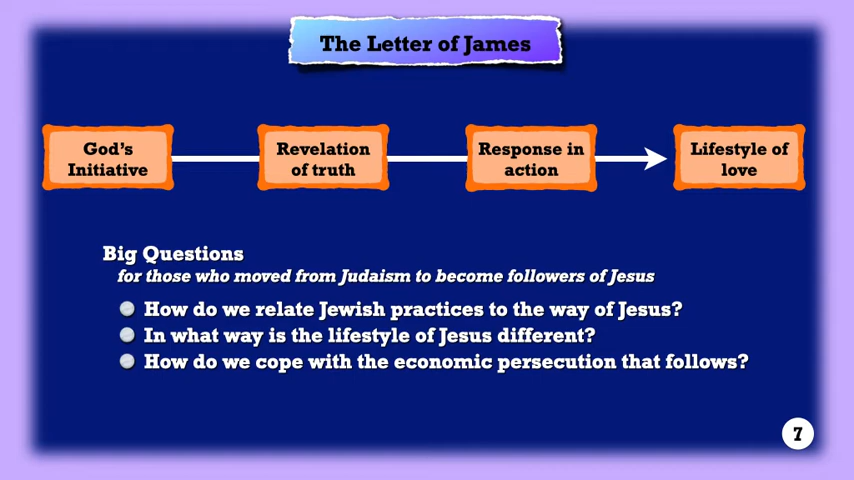 The Letter of James
God's Initiative
Revelation of truth
Response in action
Lifestyle of love
Big Questions
for those who moved from Judaism to become followers of Jesus
How do we relate Jewish practices to the way of Jesus?
In what way is the lifestyle of Jesus different?
How do we cope with the economic persecution that follows?
7